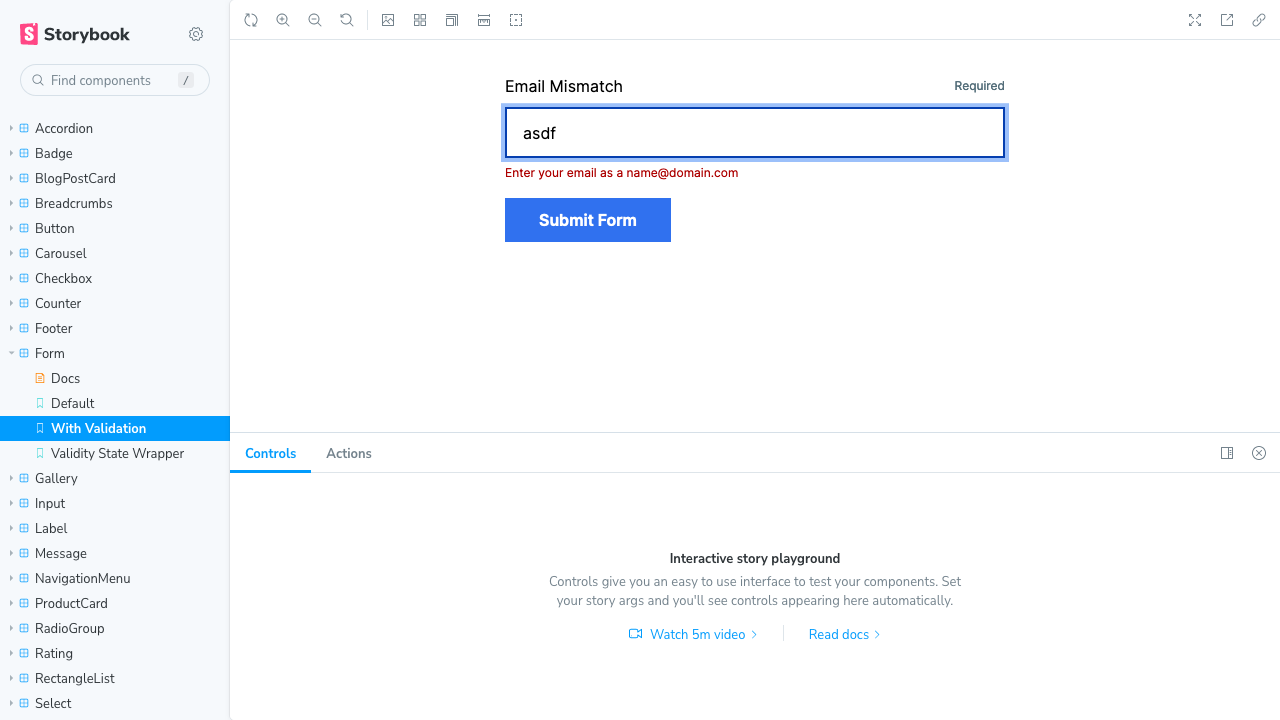 Storybook
Find components
/
Accordion
Badge
BlogPostCard
Breadcrumbs
Button
Carousel
Checkbox
Counter
Footer
Form
Docs
Default
With Validation
Validity State Wrapper
Gallery
Input
Label
Message
NavigationMenu
ProductCard
RadioGroup
Rating
RectangleList
Select
Email Mismatch
Required
asdf
Enter your email as a name@domain.com
Submit Form
Controls
Actions
Interactive story playground
Controls give you an easy to use interface to test your components. Set
your story args and you'll see controls appearing here automatically.
Watch 5m video
Read docs